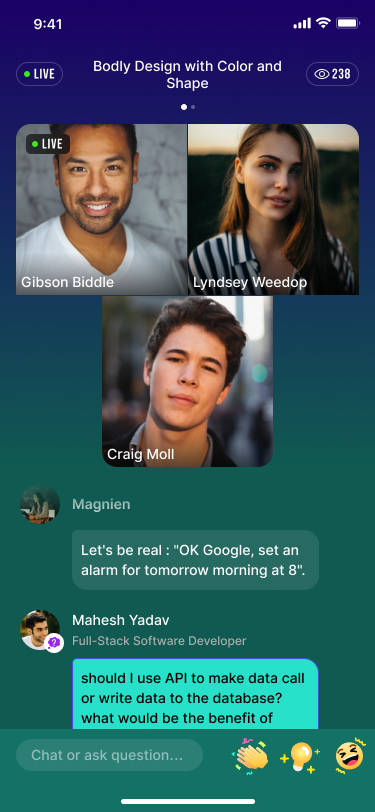 9:41
LIVE
Bodly Design with Color and
Shape
238
LIVE
Gibson Biddle
Lyndsey Weedop
Craig Moll
Magnien
Let's be real : "OK Google, set an
alarm for tomorrow morning at 8".
Mahesh Yadav
Full-Stack Software Developer
should I use API to make data call
or write data to the database?
what would be the benefit of
Chat or ask question...